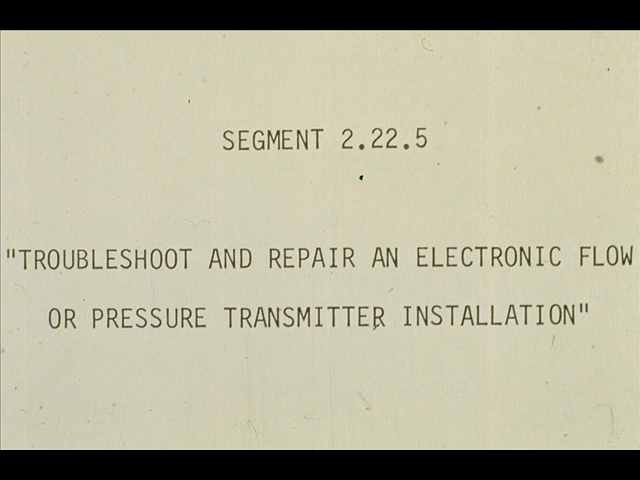 SEGMENT 2.22.5
"TROUBLESHOOT AND REPAIR AN ELECTRONIC FLOW
OR PRESSURE TRANSMITTER INSTALLATION"